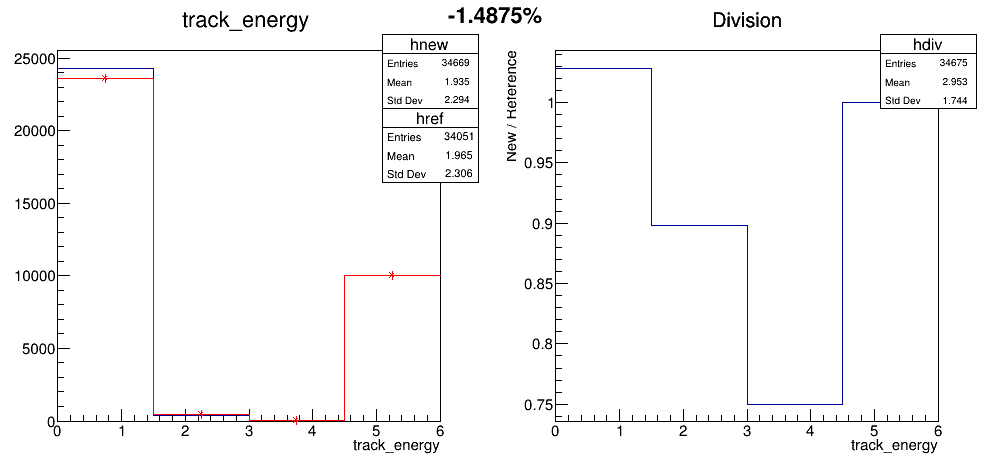 -1.4875%
track_energy
hnew
Entries 34669
Mean 1.935
Std Dev 2.294
href
Entries 34051
Mean 1.965
Std Dev 2.306
25000
20000
15000
10000
5000
0
0 1 2 3 4 5 6
track_energy
Division
hdiv
Entries 34675
Mean 2.953
Std Dev 1.744
New / Reference
1
0.95
0.9
0.85
0.8
0.75
0 1 2 3 4 5 6
track_energy